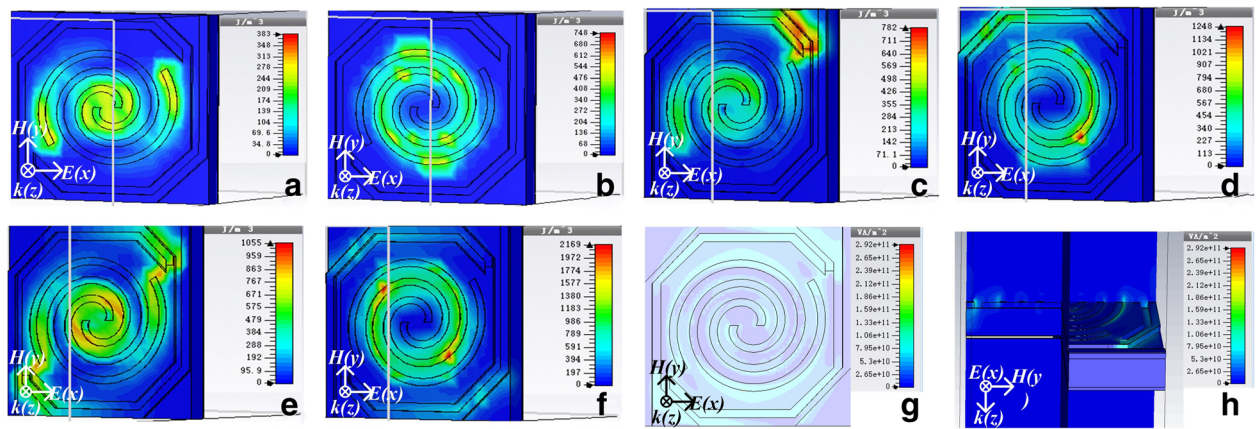 J/m^3
383
348
313
278
244
209
174
139
104
69.6
34.8
0
H(y)
E(x)
k(z)
a
J/m^3
748
680
612
544
476
408
340
272
204
136
68
0
H(y)
E(x)
k(z)
b
J/m^3
782
711
640
569
498
426
355
284
213
142
71.1
0
H(y)
E(x)
k(z)
c
J/m^3
1248
1134
1021
907
794
680
567
454
340
227
113
0
H(y)
E(x)
k(z)
d
J/m^3
1055
959
863
767
671
575
479
384
288
192
95.9
0
H(y)
E(x)
k(z)
e
J/m^3
2169
1972
1774
1577
1380
1183
986
789
591
394
197
0
H(y)
E(x)
k(z)
f
VA/m^2
2.92e+11
2.65e+11
2.39e+11
2.12e+11
1.86e+11
1.59e+11
1.33e+11
1.06e+11
7.95e+10
5.3e+10
2.65e+10
0
H(y)
E(x)
k(z)
g
VA/m^2
2.92e+11
2.65e+11
2.39e+11
2.12e+11
1.86e+11
1.59e+11
1.33e+11
1.06e+11
7.95e+10
5.3e+10
2.65e+10
0
E(x)
H(y
)
k(z)
h